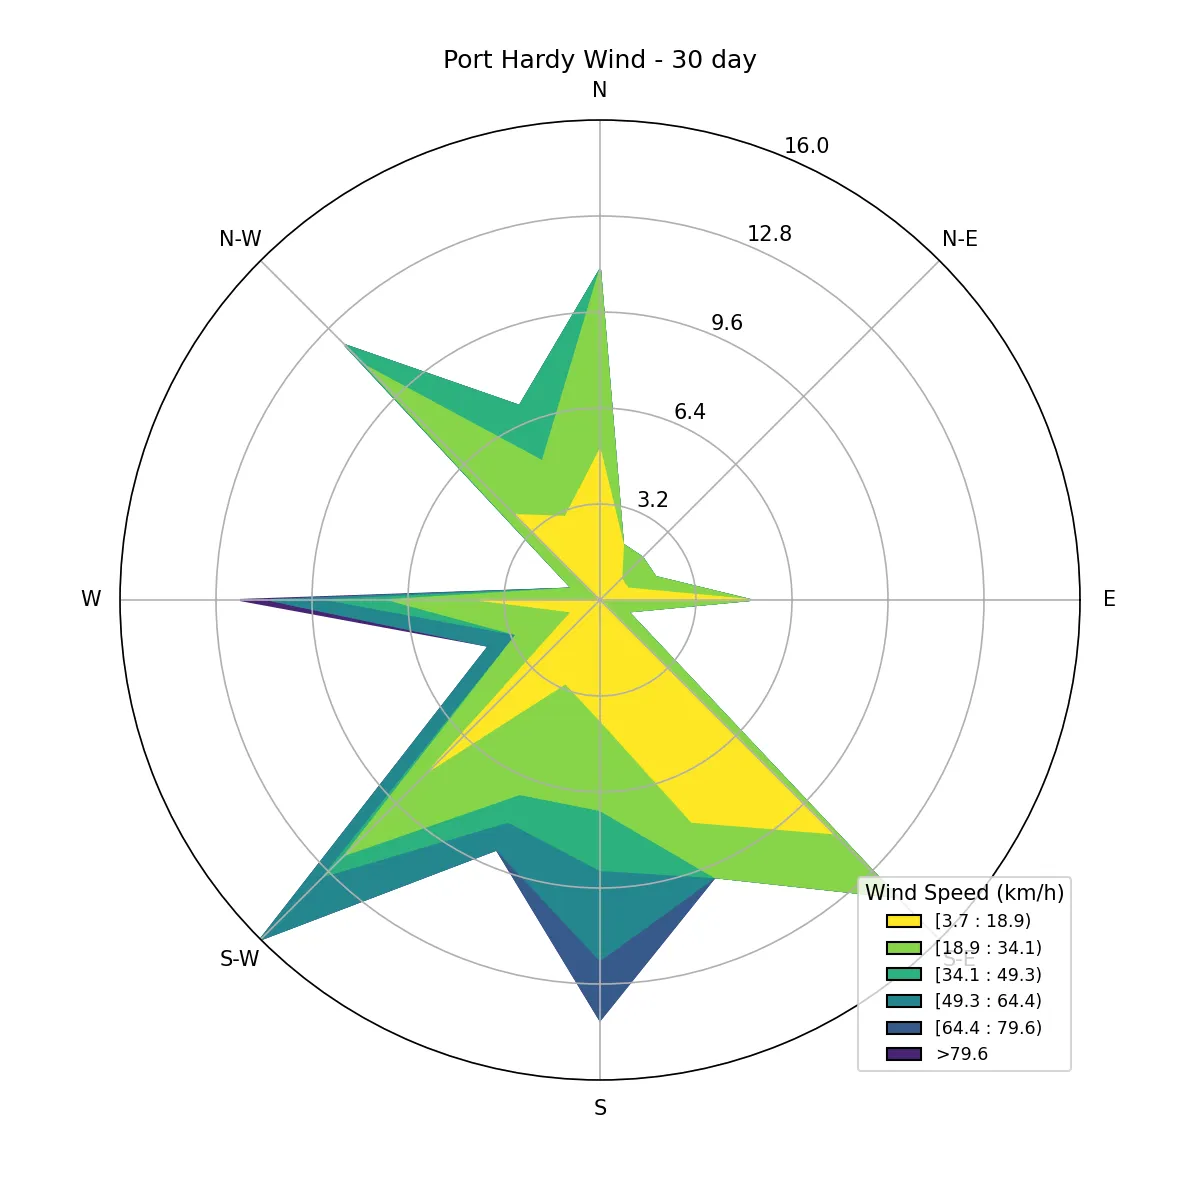 Port Hardy Wind - 30 day
N
16.0
12.8
N-W
N-E
9.6
6.4
3.2
W
E
Wind Speed (km/h)
[3.7 : 18.9)
[18.9 : 34.1)
S-W
S-E
[34.1 : 49.3)
[49.3 : 64.4)
[64.4 : 79.6)
>79.6
S